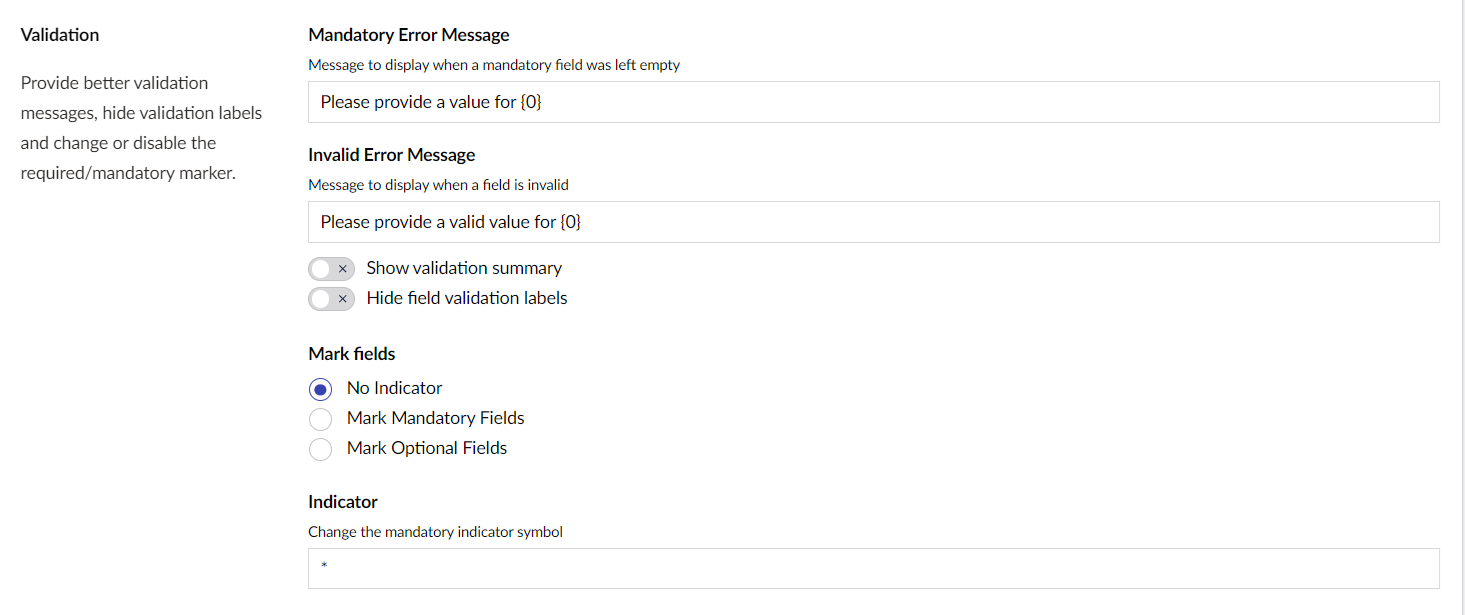 Validation
Provide better validation
messages, hide validation labels
and change or disable the
required/mandatory marker.
Mandatory Error Message
Message to display when a mandatory field was left empty
Please provide a value for {0}
Invalid Error Message
Message to display when a field is invalid
Please provide a valid value for {0}
Show validation summary
Hide field validation labels
Mark fields
No Indicator
Mark Mandatory Fields
Mark Optional Fields
Indicator
Change the mandatory indicator symbol
*